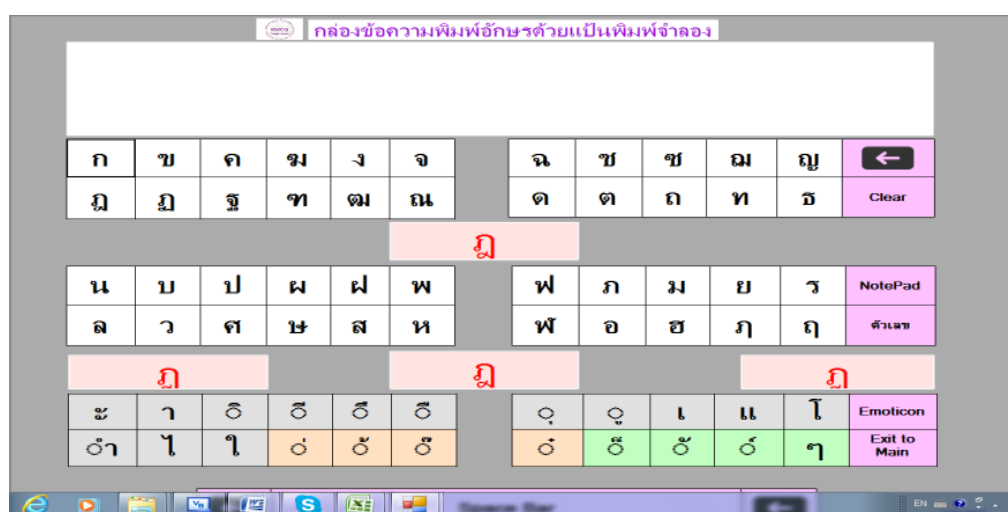 กล่องข้อความพิมพ์อักษรด้วยแป้นพิมพ์จำลอง
ก ข ค ฆ ง จ ฉ ช ซ ฌ ญ
ฎ ฏ ฐ ฑ ฒ ณ ด ต ถ ท ธ Clear
ฎ
น บ ป ผ ฝ พ ฟ ภ ม ย ร NotePad
ล ว ศ ษ ส ห ฬ อ ฮ ฦ ฤ ตัวเลข
ฎ ฎ ฎ
ะ า ิ ี ึ ื ุ ู เ แ โ Emoticon
ำ ไ ใ ่ ้ ๊ ๋ ็ ั ์ ๆ Exit to Main
Space Bar
EN